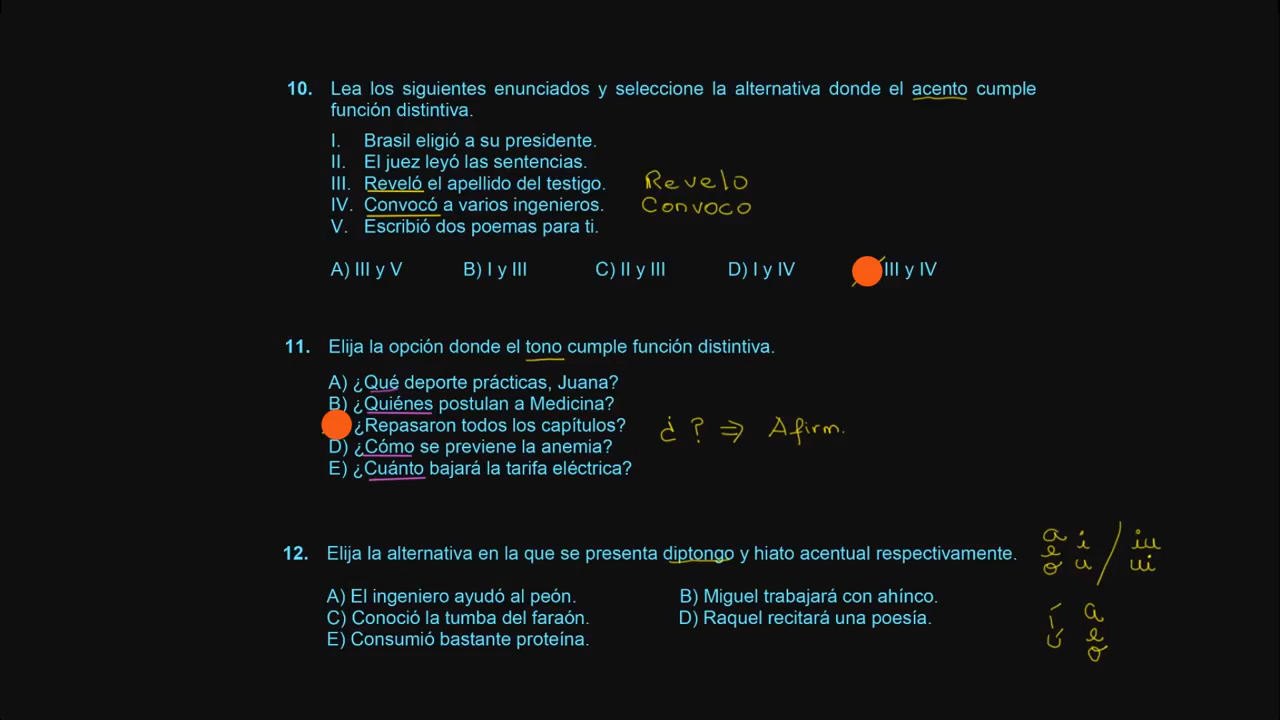 10. Lea los siguientes enunciados y seleccione la alternativa donde el acento cumple
función distintiva.
I. Brasil eligió a su presidente.
II. El juez leyó las sentencias.
III. Reveló el apellido del testigo. Revelo
IV. Convocó a varios ingenieros. Convoco
V. Escribió dos poemas para ti.
A) III y V B) I y III C) II y III D) I y IV III y IV
11. Elija la opción donde el tono cumple función distintiva.
A) ¿Qué deporte prácticas, Juana?
B) ¿Quiénes postulan a Medicina?
¿Repasaron todos los capítulos? ¿ ? ⇒ Afirm.
D) ¿Cómo se previene la anemia?
E) ¿Cuánto bajará la tarifa eléctrica?
12. Elija la alternativa en la que se presenta diptongo y hiato acentual respectivamente.
A) El ingeniero ayudó al peón. B) Miguel trabajará con ahínco.
C) Conoció la tumba del faraón. D) Raquel recitará una poesía.
E) Consumió bastante proteína.
a i / iu
e
o u ui
í a
ú e
o